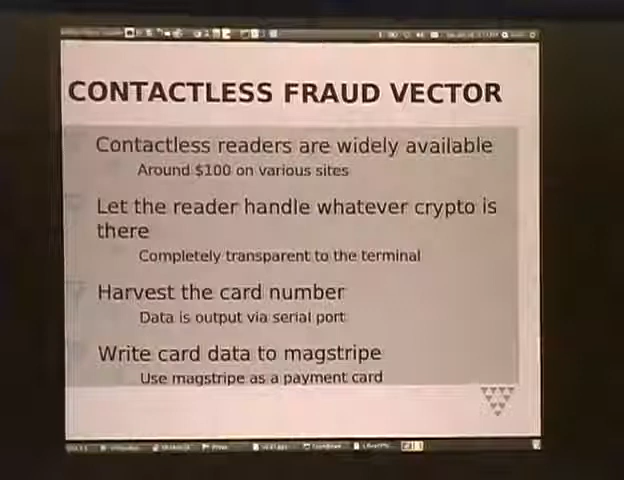 CONTACTLESS FRAUD VECTOR
Contactless readers are widely available
Around $100 on various sites
Let the reader handle whatever crypto is
there
Completely transparent to the terminal
Harvest the card number
Data is output via serial port
Write card data to magstripe
Use magstripe as a payment card